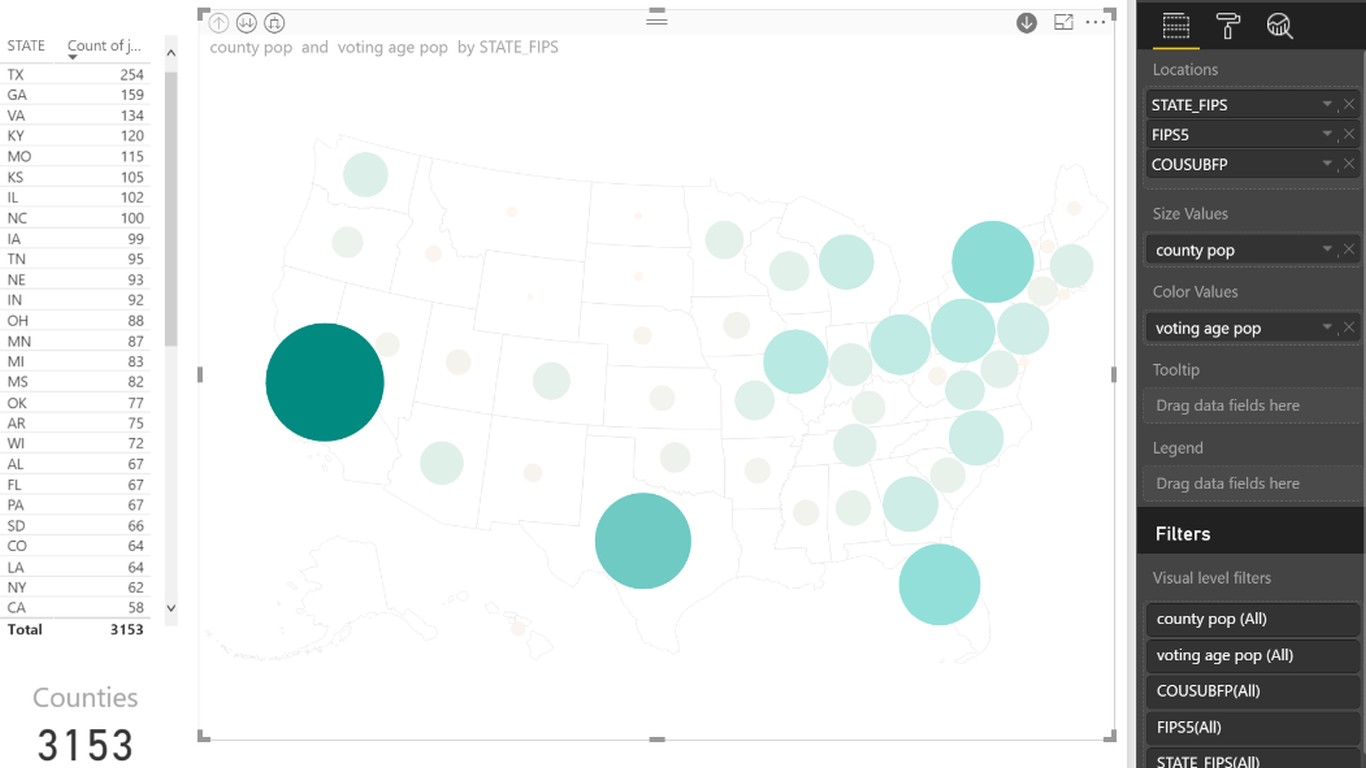 STATE Count of j...
TX 254
GA 159
VA 134
KY 120
MO 115
KS 105
IL 102
NC 100
IA 99
TN 95
NE 93
IN 92
OH 88
MN 87
MI 83
MS 82
OK 77
AR 75
WI 72
AL 67
FL 67
PA 67
SD 66
CO 64
LA 64
NY 62
CA 58
Total 3153
Counties
3153
county pop and voting age pop by STATE_FIPS
Locations
STATE_FIPS
FIPS5
COUSUBFP
Size Values
county pop
Color Values
voting age pop
Tooltip
Drag data fields here
Legend
Drag data fields here
Filters
Visual level filters
county pop (All)
voting age pop (All)
COUSUBFP(All)
FIPS5(All)
STATE_FIPS(All)